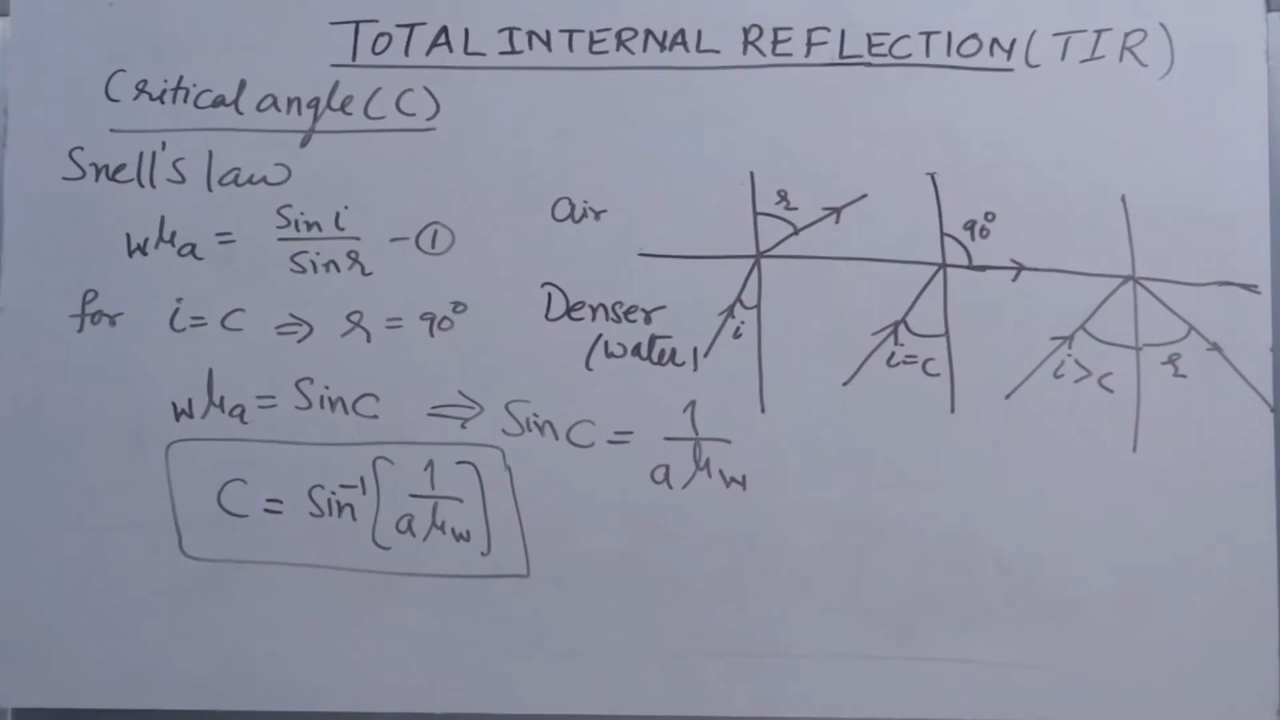 TOTAL INTERNAL REFLECTION (TIR)
Critical angle (C)
Snell's law
wμa = Sin i / Sin r - ①
for i = c ⇒ r = 90°
wμa = Sin C ⇒ Sin C = 1 / aμw
C = Sin⁻¹[1 / aμw]
air
Denser
(water)
r
i
90°
i=c
i>c
r